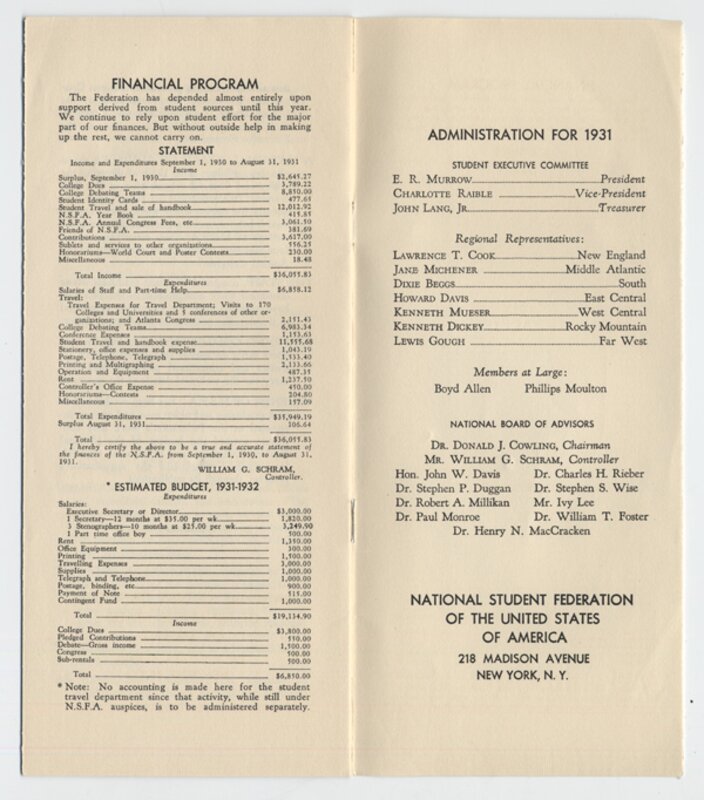 FINANCIAL PROGRAM
The Federation has depended almost entirely upon
support derived from student sources until this year.
We continue to rely upon student effort for the major
part of our finances. But without outside help in making
up the rest, we cannot carry on.
STATEMENT
Income and Expenditures September 1, 1930 to August 31, 1931
Income
Surplus, September 1, 1930 $2,645.27
College Dues 3,789.22
College Debating Teams 8,850.00
Student Identity Cards 477.65
Student Travel and sale of handbook 12,012.92
N.S.F.A. Year Book 415.85
N.S.F.A. Annual Congress Fees, etc. 3,061.50
Friends of N.S.F.A. 381.69
Contributions 3,617.00
Sublets and services to other organizations 556.25
Honorariums—World Court and Poster Contests 230.00
Miscellaneous 18.48
Total Income $36,055.83
Expenditures
Salaries of Staff and Part-time Help $6,858.12
Travel:
Travel Expenses for Travel Department; Visits to 170
Colleges and Universities and 5 conferences of other or-
ganizations; and Atlanta Congress 2,151.43
College Debating Teams 6,983.34
Conference Expenses 1,153.63
Student Travel and handbook expense 11,555.68
Stationery, office expenses and supplies 1,043.19
Postage, Telephone, Telegraph 1,533.40
Printing and Multigraphing 2,133.66
Operation and Equipment 487.35
Rent 1,237.50
Controller's Office Expense 450.00
Honorariums—Contests 204.80
Miscellaneous 157.09
Total Expenditures $35,949.19
Surplus August 31, 1931 106.64
Total $36,055.83
I hereby certify the above to be a true and accurate statement of
the finances of the N.S.F.A. from September 1, 1930, to August 31,
1931.
WILLIAM G. SCHRAM,
Controller.
* ESTIMATED BUDGET, 1931-1932
Expenditures
Salaries:
Executive Secretary or Director $3,000.00
1 Secretary—12 months at $35.00 per wk. 1,820.00
3 Stenographers—10 months at $25.00 per wk. 3,249.90
1 Part time office boy 500.00
Rent 1,350.00
Office Equipment 300.00
Printing 1,500.00
Travelling Expenses 3,000.00
Supplies 1,000.00
Telegraph and Telephone 1,000.00
Postage, binding, etc. 900.00
Payment of Note 515.00
Contingent Fund 1,000.00
Total $19,134.90
Income
College Dues $3,800.00
Pledged Contributions 550.00
Debate—Gross income 1,500.00
Congress 500.00
Sub-rentals 500.00
Total $6,850.00
* Note: No accounting is made here for the student
travel department since that activity, while still under
N.S.F.A. auspices, is to be administered separately.
ADMINISTRATION FOR 1931
STUDENT EXECUTIVE COMMITTEE
E. R. MURROW President
CHARLOTTE RAIBLE Vice-President
JOHN LANG, JR. Treasurer
Regional Representatives:
LAWRENCE T. COOK New England
JANE MICHENER Middle Atlantic
DIXIE BEGGS South
HOWARD DAVIS East Central
KENNETH MUESER West Central
KENNETH DICKEY Rocky Mountain
LEWIS GOUGH Far West
Members at Large:
Boyd Allen Phillips Moulton
NATIONAL BOARD OF ADVISORS
DR. DONALD J. COWLING, Chairman
MR. WILLIAM G. SCHRAM, Controller
Hon. John W. Davis Dr. Charles H. Rieber
Dr. Stephen P. Duggan Dr. Stephen S. Wise
Dr. Robert A. Millikan Mr. Ivy Lee
Dr. Paul Monroe Dr. William T. Foster
Dr. Henry N. MacCracken
NATIONAL STUDENT FEDERATION
OF THE UNITED STATES
OF AMERICA
218 MADISON AVENUE
NEW YORK, N. Y.